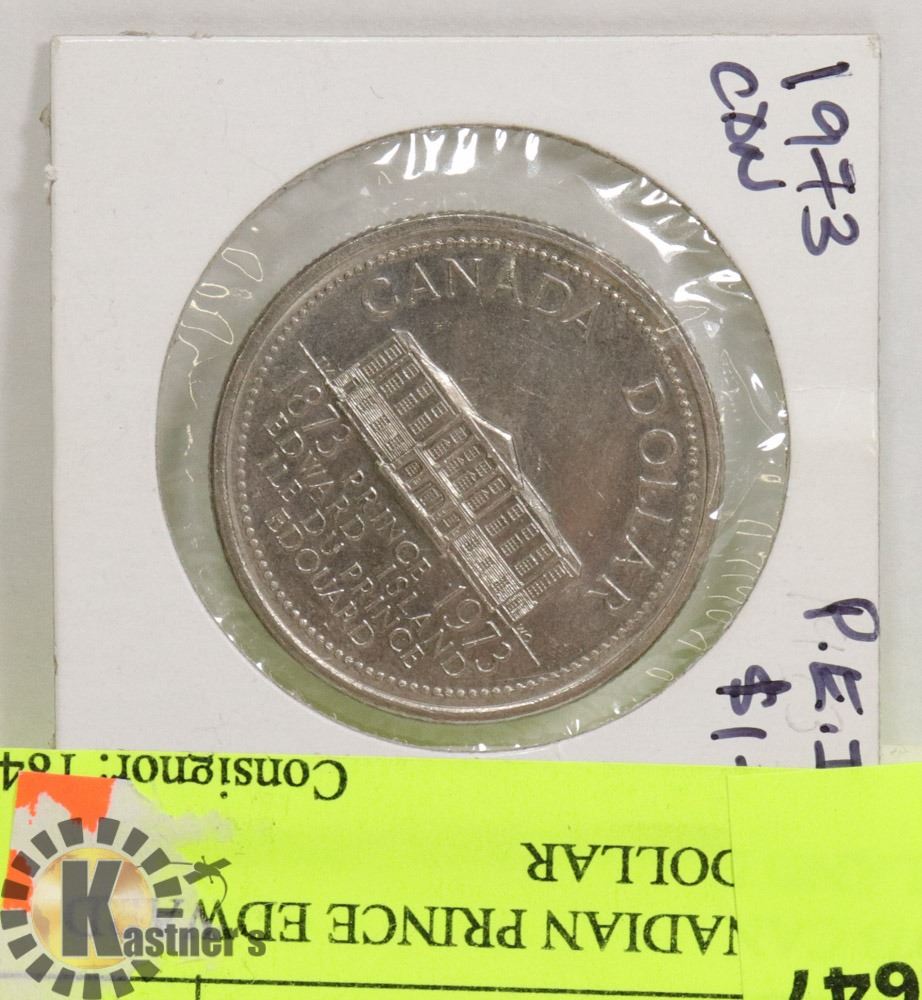 1973
CDN
P.E.I
$1.
CANADA DOLLAR
1873 1973
PRINCE
EDWARD ISLAND
ILE DU PRINCE
EDOUARD
Consignor: 184
NADIAN PRINCE EDW
DOLLAR
647
K
Kastner's